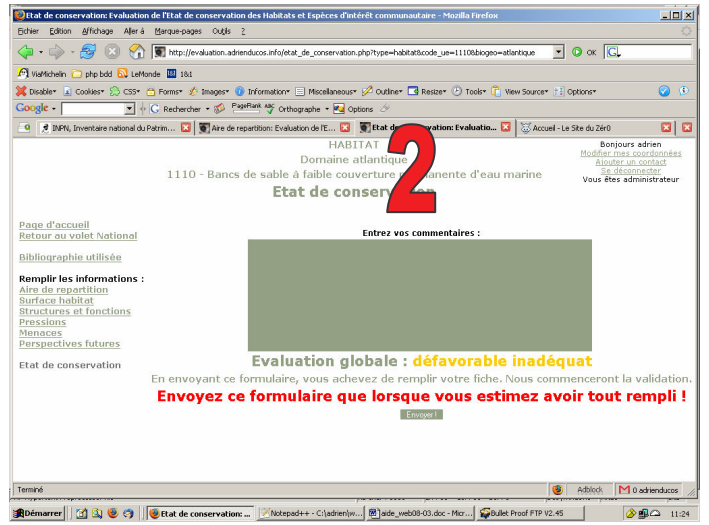 Etat de conservation: Evaluation de l'Etat de conservation des Habitats et Espèces d'intérêt communautaire - Mozilla Firefox
Fichier Edition Affichage Aller à Marque-pages Outils ?
http://evaluation.adrienducos.info/etat_de_conservation.php?type=habitat&code_ue=1110&biogeo=atlantique OK
ViaMichelin php bdd LeMonde 1&1
Disable Cookies CSS Forms Images Information Miscellaneous Outline Resize Tools View Source Options
Google Rechercher PageRank Orthographe Options
INPN, Inventaire national du Patrim... Aire de repartition: Evaluation de l'E... Etat de conservation: Evaluatio... Accueil - Le Site du Zér0
HABITAT
Domaine atlantique
1110 - Bancs de sable à faible couverture permanente d'eau marine
Etat de conservation
2
Bonjours adrien
Modifier mes coordonnées
Ajouter un contact
Se déconnecter
Vous êtes administrateur
Page d'accueil
Retour au volet National
Bibliographie utilisée
Remplir les informations :
Aire de repartition
Surface habitat
Structures et fonctions
Pressions
Menaces
Perspectives futures
Etat de conservation
Entrez vos commentaires :
Evaluation globale : défavorable inadéquat
En envoyant ce formulaire, vous achevez de remplir votre fiche. Nous commenceront la validation.
Envoyez ce formulaire que lorsque vous estimez avoir tout rempli !
Envoyer !
Terminé Adblock 0 adrienducos
Démarrer Etat de conservation: ... Notepad++ - C:\adrien\w... aide_web08-03.doc - Micr... Bullet Proof FTP V2.45 11:24